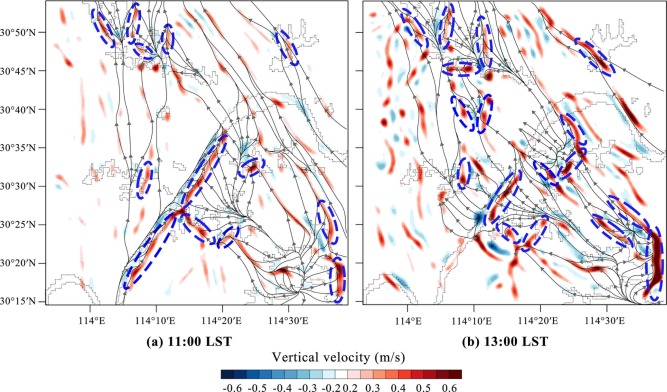 30°50′N
30°45′N
30°40′N
30°35′N
30°30′N
30°25′N
30°20′N
30°15′N
114°E 114°10′E 114°20′E 114°30′E 114°E 114°10′E 114°20′E 114°30′E
(a) 11:00 LST (b) 13:00 LST
Vertical velocity (m/s)
-0.6 -0.5 -0.4 -0.3 -0.2 0.2 0.3 0.4 0.5 0.6